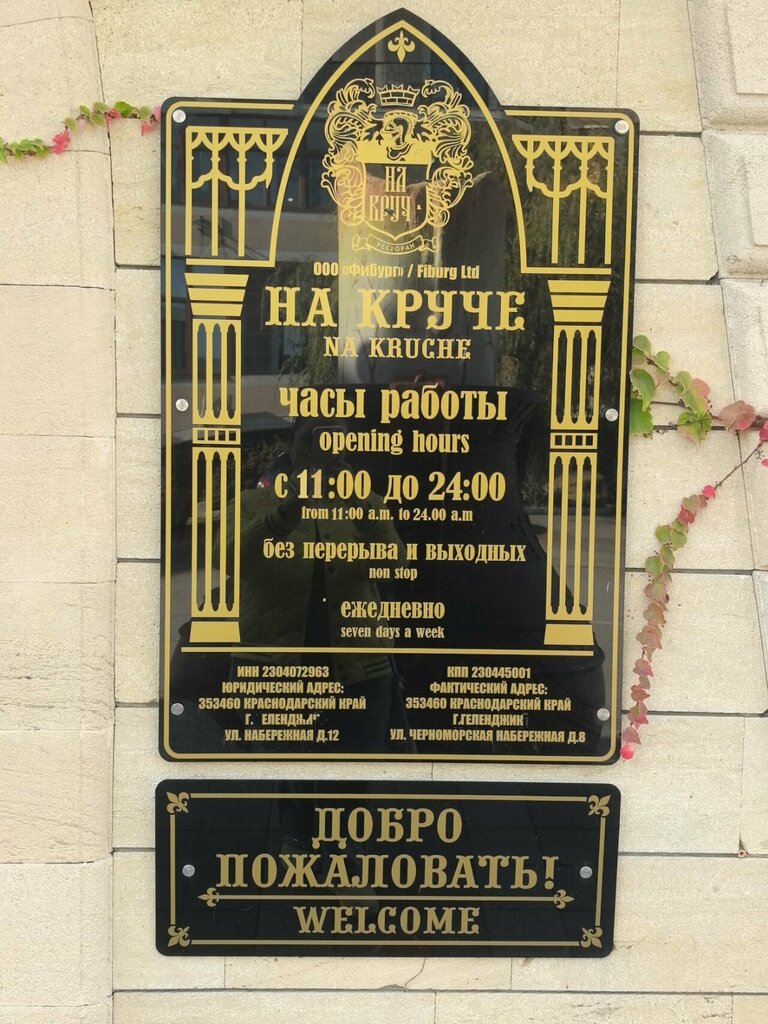 НА
КРУЧЕ
РЕСТОРАН
ООО «Фибург» / Fiburg Ltd
НА КРУЧЕ
NA KRUCHE
часы работы
opening hours
с 11:00 до 24:00
from 11:00 a.m. to 24.00 a.m
без перерыва и выходных
non stop
ежедневно
seven days a week
ИНН 2304072963
ЮРИДИЧЕСКИЙ АДРЕС:
353460 КРАСНОДАРСКИЙ КРАЙ
Г. ЕЛЕНДЖИК
УЛ. НАБЕРЕЖНАЯ Д.12
КПП 230445001
ФАКТИЧЕСКИЙ АДРЕС:
353460 КРАСНОДАРСКИЙ КРАЙ
Г.ГЕЛЕНДЖИК
УЛ. ЧЕРНОМОРСКАЯ НАБЕРЕЖНАЯ Д.8
ДОБРО
ПОЖАЛОВАТЬ!
WELCOME